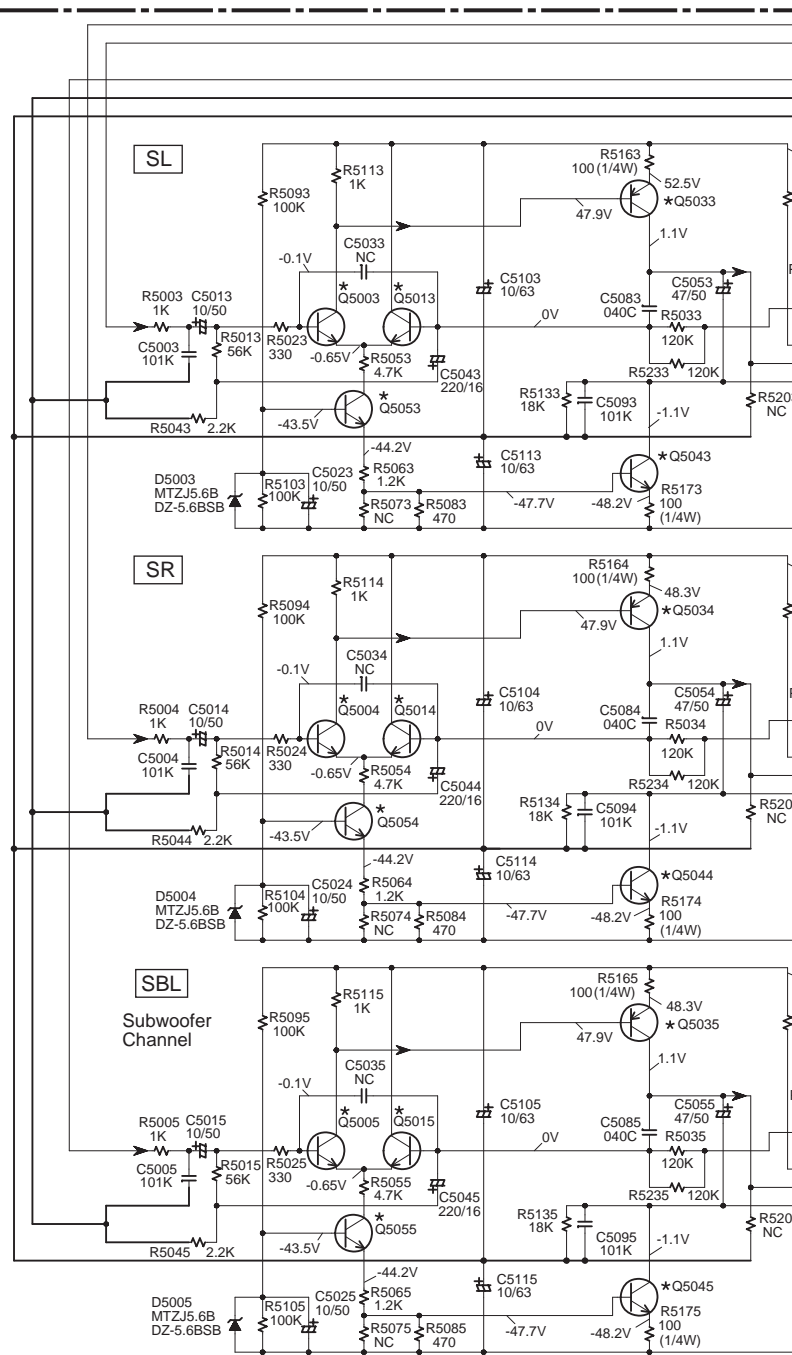 SL
R5163
100 (1/4W)
52.5V
*Q5033
R5113
1K
R5093
100K
47.9V
1.1V
-0.1V
C5033
NC
*
Q5003
*
Q5013
C5103
10/63
C5053
47/50
R5003
1K
C5013
10/50
0V
C5083
040C
R5033
120K
C5003
101K
R5013
56K
R5023
330
-0.65V
R5053
4.7K
C5043
220/16
R5233
120K
R5133
18K
C5093
101K
NC
R5043
2.2K
-43.5V
*
Q5053
-1.1V
-44.2V
C5113
10/63
*Q5043
D5003
MTZJ5.6B
DZ-5.6BSB
R5103
100K
C5023
10/50
R5063
1.2K
R5073
NC
R5083
470
-47.7V
-48.2V
R5173
100
(1/4W)
SR
R5164
100 (1/4W)
48.3V
*Q5034
R5114
1K
R5094
100K
47.9V
1.1V
-0.1V
C5034
NC
*
Q5004
*
Q5014
C5104
10/63
C5054
47/50
R5004
1K
C5014
10/50
0V
C5084
040C
R5034
120K
C5004
101K
R5014
56K
R5024
330
-0.65V
R5054
4.7K
C5044
220/16
R5234
120K
R5134
18K
C5094
101K
NC
R5044
2.2K
-43.5V
*
Q5054
-1.1V
-44.2V
C5114
10/63
*Q5044
D5004
MTZJ5.6B
DZ-5.6BSB
R5104
100K
C5024
10/50
R5064
1.2K
R5074
NC
R5084
470
-47.7V
-48.2V
R5174
100
(1/4W)
SBL
Subwoofer
Channel
R5165
100 (1/4W)
48.3V
*Q5035
R5115
1K
R5095
100K
47.9V
1.1V
-0.1V
C5035
NC
*
Q5005
*
Q5015
C5105
10/63
C5055
47/50
R5005
1K
C5015
10/50
0V
C5085
040C
R5035
120K
C5005
101K
R5015
56K
R5025
330
-0.65V
R5055
4.7K
C5045
220/16
R5235
120K
R5135
18K
C5095
101K
NC
R5045
2.2K
-43.5V
*
Q5055
-1.1V
-44.2V
C5115
10/63
*Q5045
D5005
MTZJ5.6B
DZ-5.6BSB
R5105
100K
C5025
10/50
R5065
1.2K
R5075
NC
R5085
470
-47.7V
-48.2V
R5175
100
(1/4W)